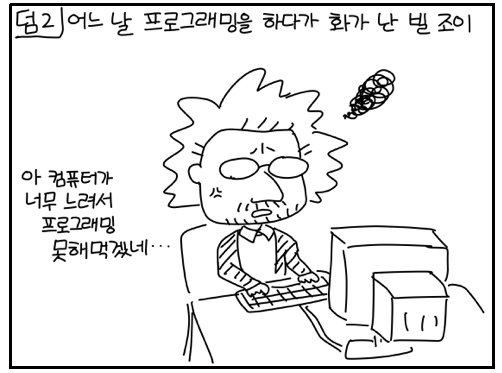 덤2 어느 날 프로그래밍을 하다가 화가 난 빌 조이
아 컴퓨터가
너무 느려서
프로그래밍
못해먹겠네…